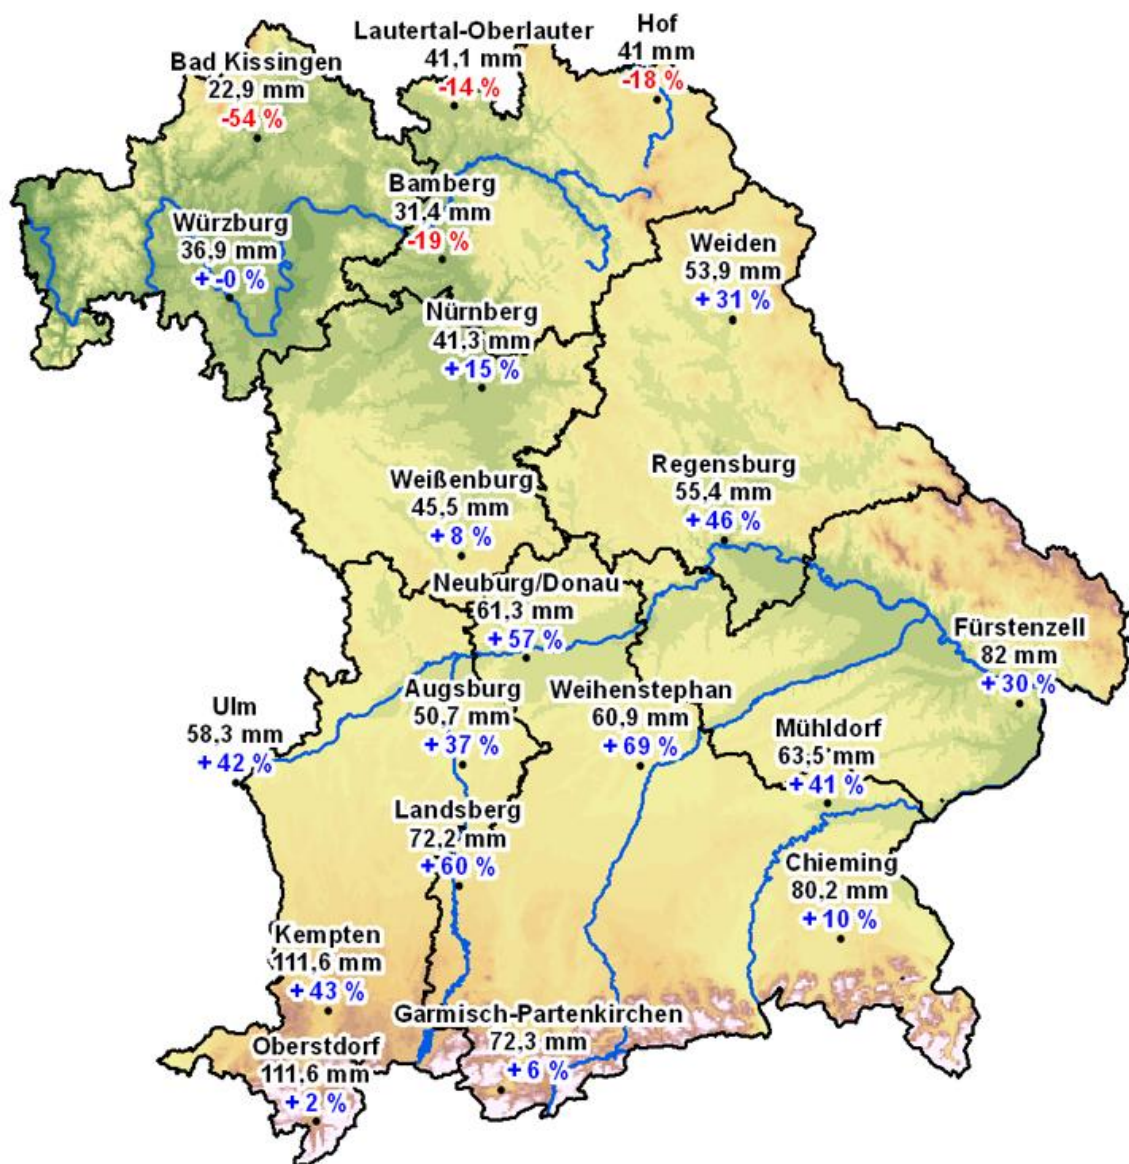 Lautertal-Oberlauter
41,1 mm
-14 %
Hof
41 mm
-18 %
Bad Kissingen
22,9 mm
-54 %
Bamberg
31,4 mm
-19 %
Würzburg
36,9 mm
+ -0 %
Weiden
53,9 mm
+ 31 %
Nürnberg
41,3 mm
+ 15 %
Regensburg
55,4 mm
+ 46 %
Weißenburg
45,5 mm
+ 8 %
Neuburg/Donau
61,3 mm
+ 57 %
Fürstenzell
82 mm
+ 30 %
Ulm
58,3 mm
+ 42 %
Augsburg
50,7 mm
+ 37 %
Weihenstephan
60,9 mm
+ 69 %
Mühldorf
63,5 mm
+ 41 %
Landsberg
72,2 mm
+ 60 %
Chieming
80,2 mm
+ 10 %
Kempten
111,6 mm
+ 43 %
Garmisch-Partenkirchen
72,3 mm
+ 6 %
Oberstdorf
111,6 mm
+ 2 %